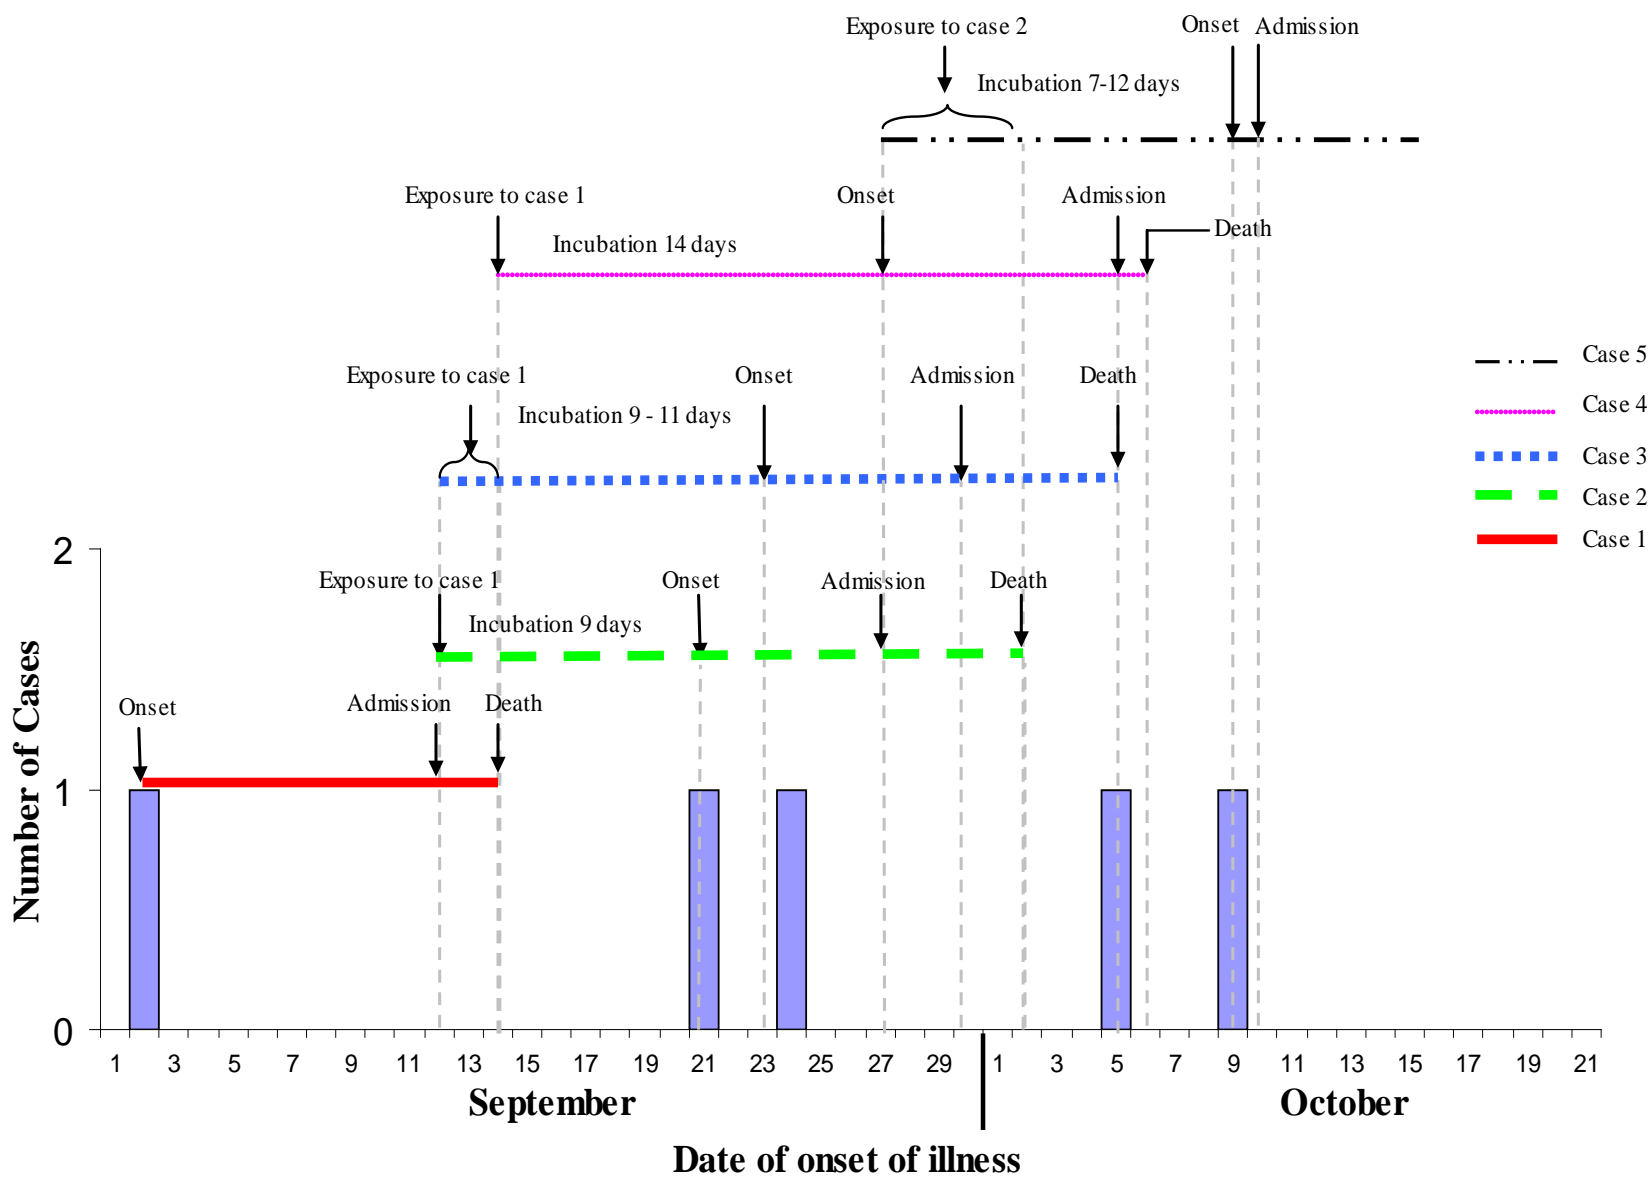 Exposure to case 2
Onset
Admission
Incubation 7-12 days
Exposure to case 1
Onset
Admission
Incubation 14 days
Death
Exposure to case 1
Onset
Admission
Death
Incubation 9 - 11 days
Case 5
Case 4
Case 3
Case 2
Case 1
2
Exposure to case 1
Onset
Admission
Death
Incubation 9 days
Onset
Admission
Death
Number of Cases
1
0
1 3 5 7 9 11 13 15 17 19 21 23 25 27 29 1 3 5 7 9 11 13 15 17 19 21
September
October
Date of onset of illness